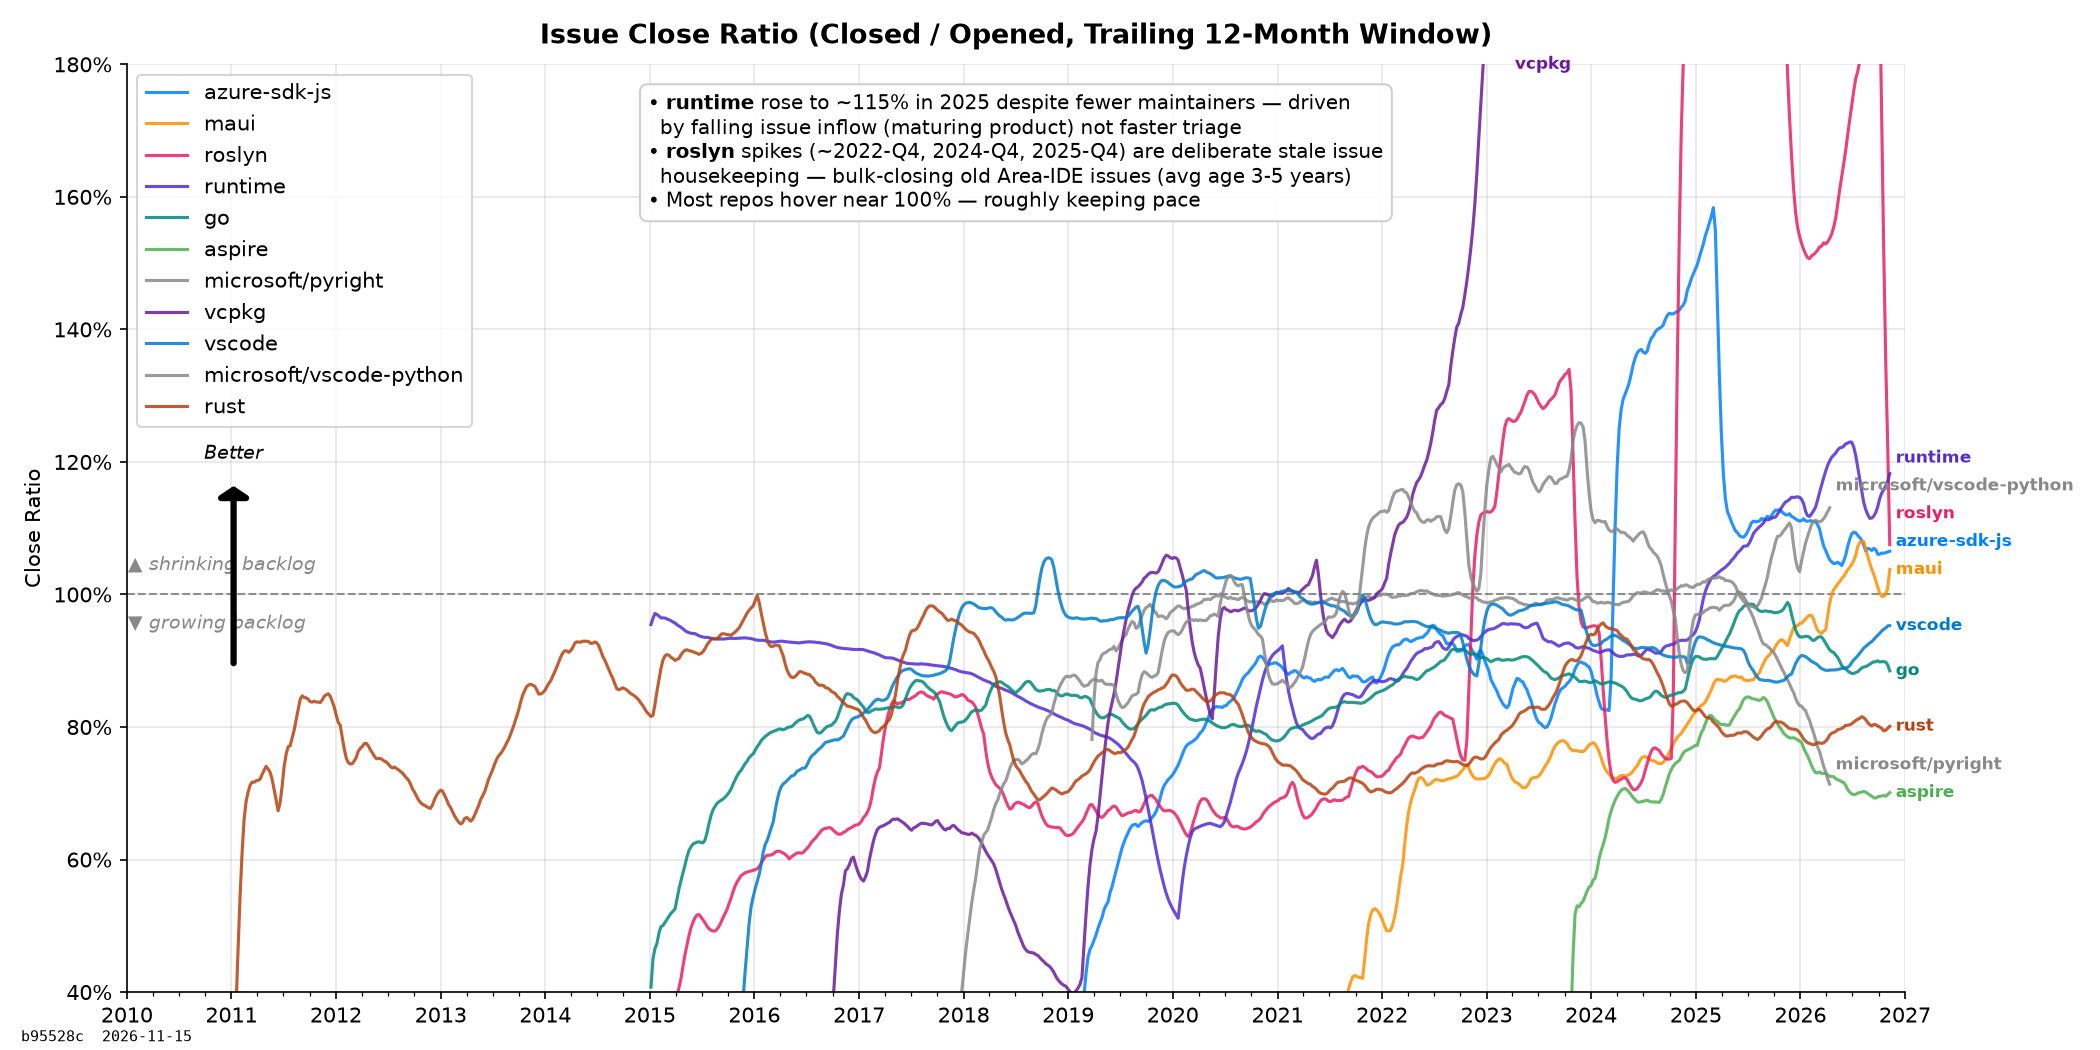 Issue Close Ratio (Closed / Opened, Trailing 12-Month Window)
180%
160%
140%
120%
100%
80%
60%
40%
Close Ratio
azure-sdk-js
maui
roslyn
runtime
go
aspire
microsoft/pyright
vcpkg
vscode
microsoft/vscode-python
rust
• runtime rose to ~115% in 2025 despite fewer maintainers — driven
by falling issue inflow (maturing product) not faster triage
• roslyn spikes (~2022-Q4, 2024-Q4, 2025-Q4) are deliberate stale issue
housekeeping — bulk-closing old Area-IDE issues (avg age 3-5 years)
• Most repos hover near 100% — roughly keeping pace
Better
▲ shrinking backlog
▼ growing backlog
vcpkg
runtime
microsoft/vscode-python
roslyn
azure-sdk-js
maui
vscode
go
rust
microsoft/pyright
aspire
2010 2011 2012 2013 2014 2015 2016 2017 2018 2019 2020 2021 2022 2023 2024 2025 2026 2027
b95528c 2026-11-15